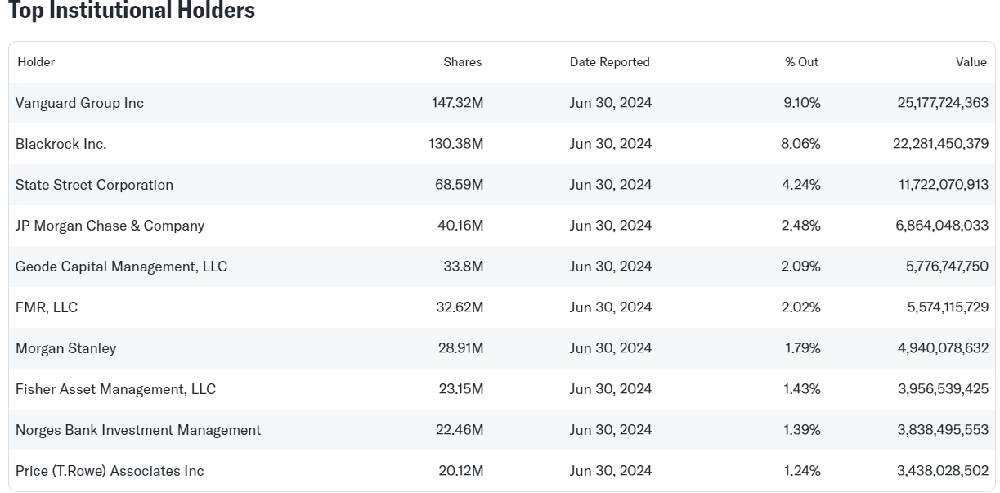 Top Institutional Holders
Holder Shares Date Reported % Out Value
Vanguard Group Inc 147.32M Jun 30, 2024 9.10% 25,177,724,363
Blackrock Inc. 130.38M Jun 30, 2024 8.06% 22,281,450,379
State Street Corporation 68.59M Jun 30, 2024 4.24% 11,722,070,913
JP Morgan Chase & Company 40.16M Jun 30, 2024 2.48% 6,864,048,033
Geode Capital Management, LLC 33.8M Jun 30, 2024 2.09% 5,776,747,750
FMR, LLC 32.62M Jun 30, 2024 2.02% 5,574,115,729
Morgan Stanley 28.91M Jun 30, 2024 1.79% 4,940,078,632
Fisher Asset Management, LLC 23.15M Jun 30, 2024 1.43% 3,956,539,425
Norges Bank Investment Management 22.46M Jun 30, 2024 1.39% 3,838,495,553
Price (T.Rowe) Associates Inc 20.12M Jun 30, 2024 1.24% 3,438,028,502